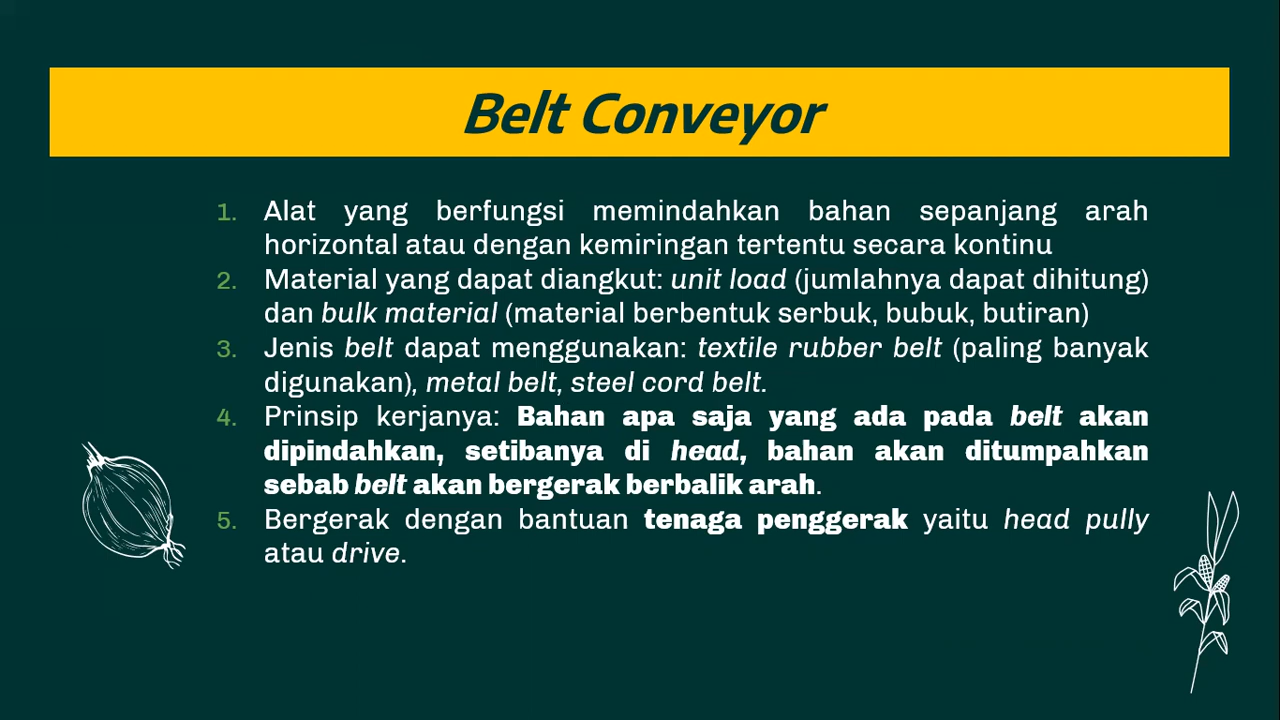 Belt Conveyor
1. Alat yang berfungsi memindahkan bahan sepanjang arah
horizontal atau dengan kemiringan tertentu secara kontinu
2. Material yang dapat diangkut: unit load (jumlahnya dapat dihitung)
dan bulk material (material berbentuk serbuk, bubuk, butiran)
3. Jenis belt dapat menggunakan: textile rubber belt (paling banyak
digunakan), metal belt, steel cord belt.
4. Prinsip kerjanya: Bahan apa saja yang ada pada belt akan
dipindahkan, setibanya di head, bahan akan ditumpahkan
sebab belt akan bergerak berbalik arah.
5. Bergerak dengan bantuan tenaga penggerak yaitu head pully
atau drive.